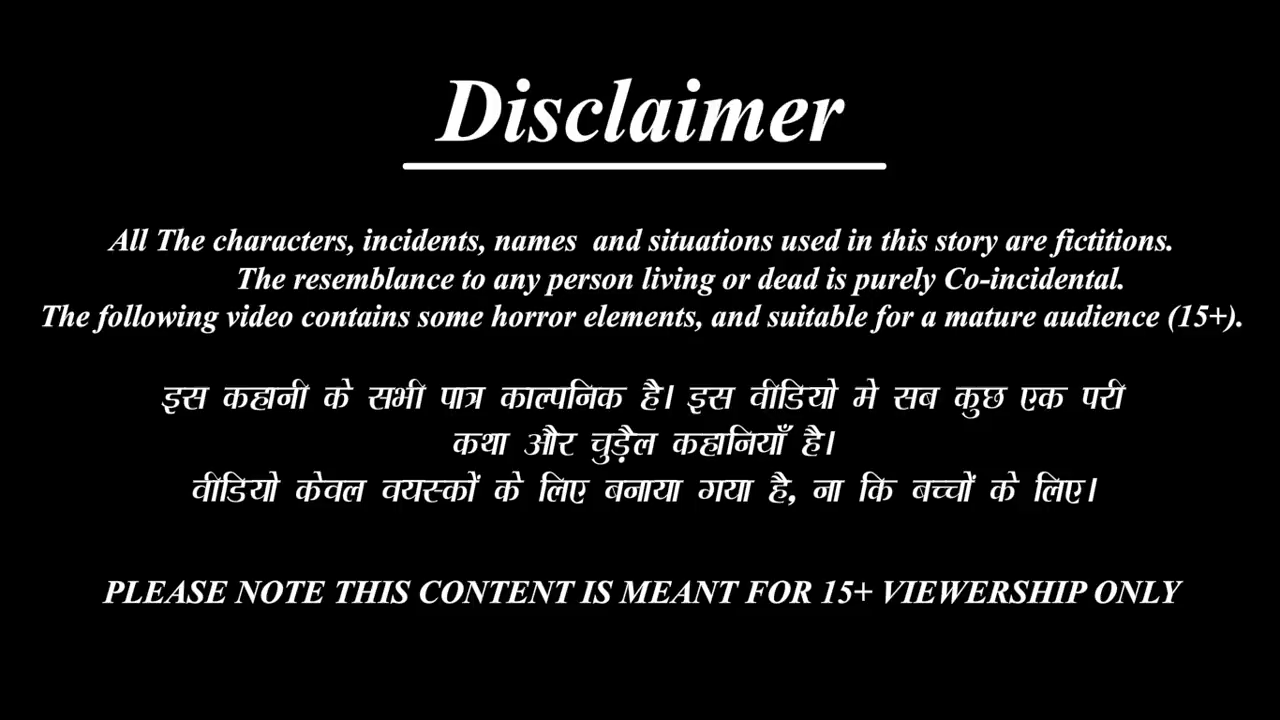 Disclaimer
All The characters, incidents, names and situations used in this story are fictitions.
The resemblance to any person living or dead is purely Co-incidental.
The following video contains some horror elements, and suitable for a mature audience (15+).
इस कहानी के सभी पात्र काल्पनिक है। इस वीडियो मे सब कुछ एक परी
कथा और चुड़ैल कहानियाँ है।
वीडियो केवल वयस्कों के लिए बनाया गया है, ना कि बच्चों के लिए।
PLEASE NOTE THIS CONTENT IS MEANT FOR 15+ VIEWERSHIP ONLY